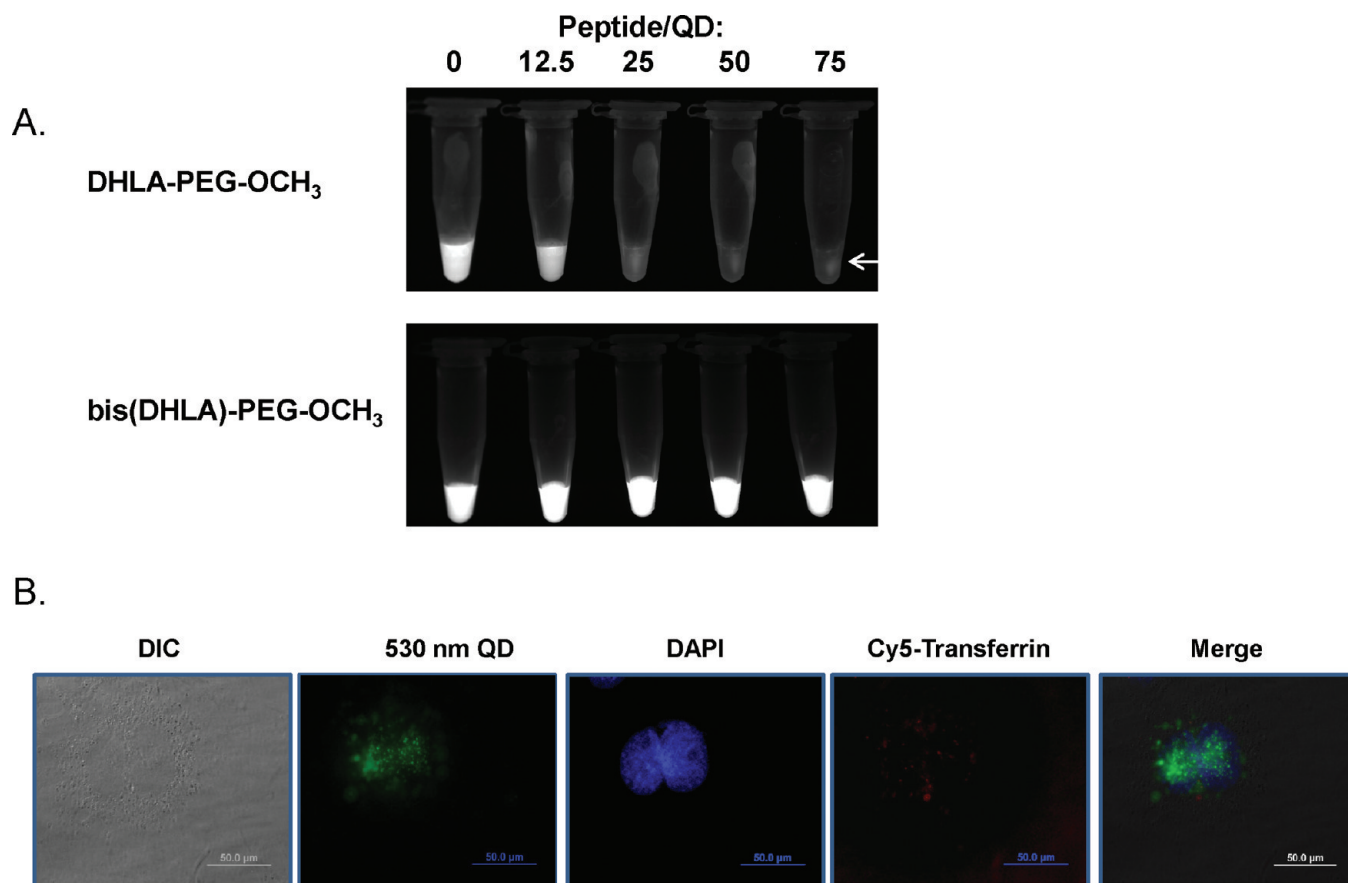 Peptide/QD:
0 12.5 25 50 75
A.
DHLA-PEG-OCH₃
bis(DHLA)-PEG-OCH₃
B.
DIC 530 nm QD DAPI Cy5-Transferrin Merge
50.0 µm 50.0 µm 50.0 µm 50.0 µm 50.0 µm